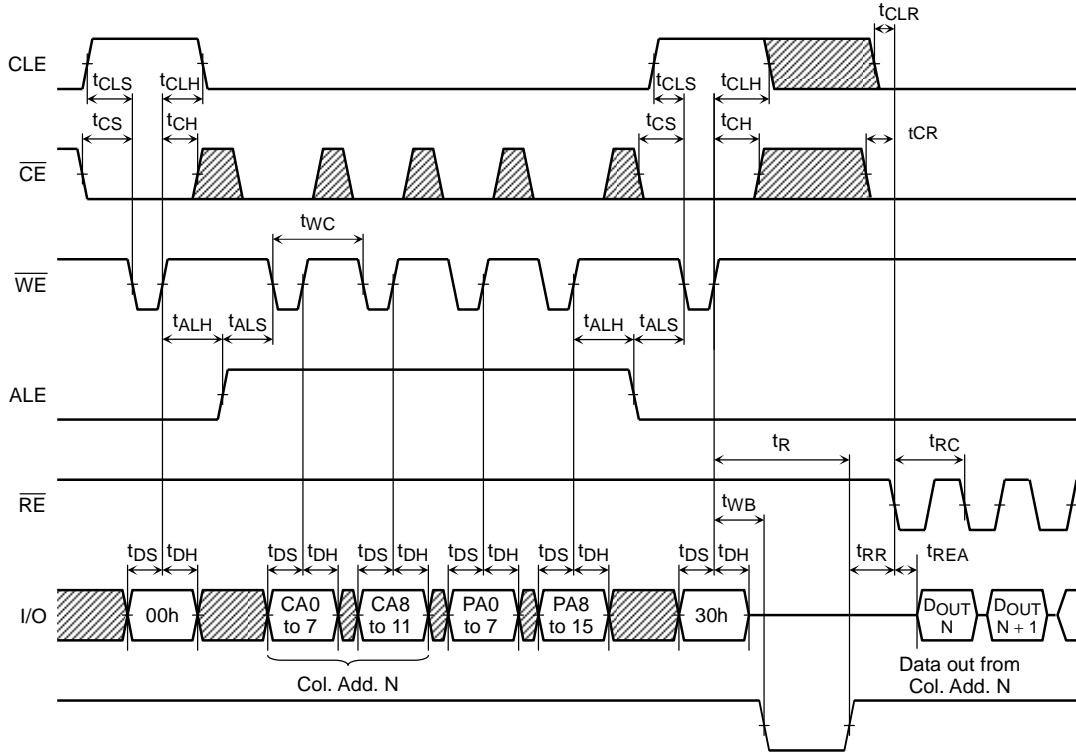 tCLR
CLE
tCLS tCLH tCLS tCLH
tCS tCH tCS tCH tCR
CE
tWC
WE
tALH tALS tALH tALS
ALE
tR tRC
RE
tWB
tDS tDH tDS tDH tDS tDH tDS tDH tDS tDH tDS tDH tRR tREA
I/O
00h
CA0 to 7
CA8 to 11
PA0 to 7
PA8 to 15
30h
DOUT N
DOUT N + 1
Col. Add. N
Data out from
Col. Add. N